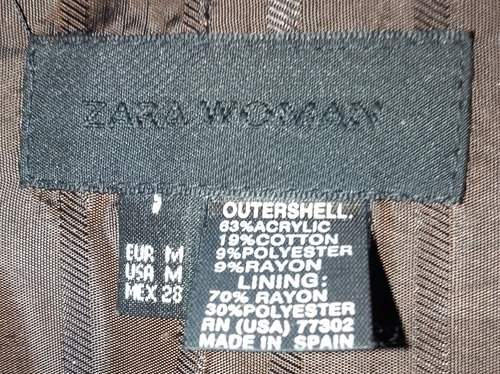 ZARA WOMAN
EUR M
USA M
MEX 28
OUTERSHELL.
63%ACRYLIC
19%COTTON
9%POLYESTER
9%RAYON
LINING:
70% RAYON
30%POLYESTER
RN (USA) 77302
MADE IN SPAIN